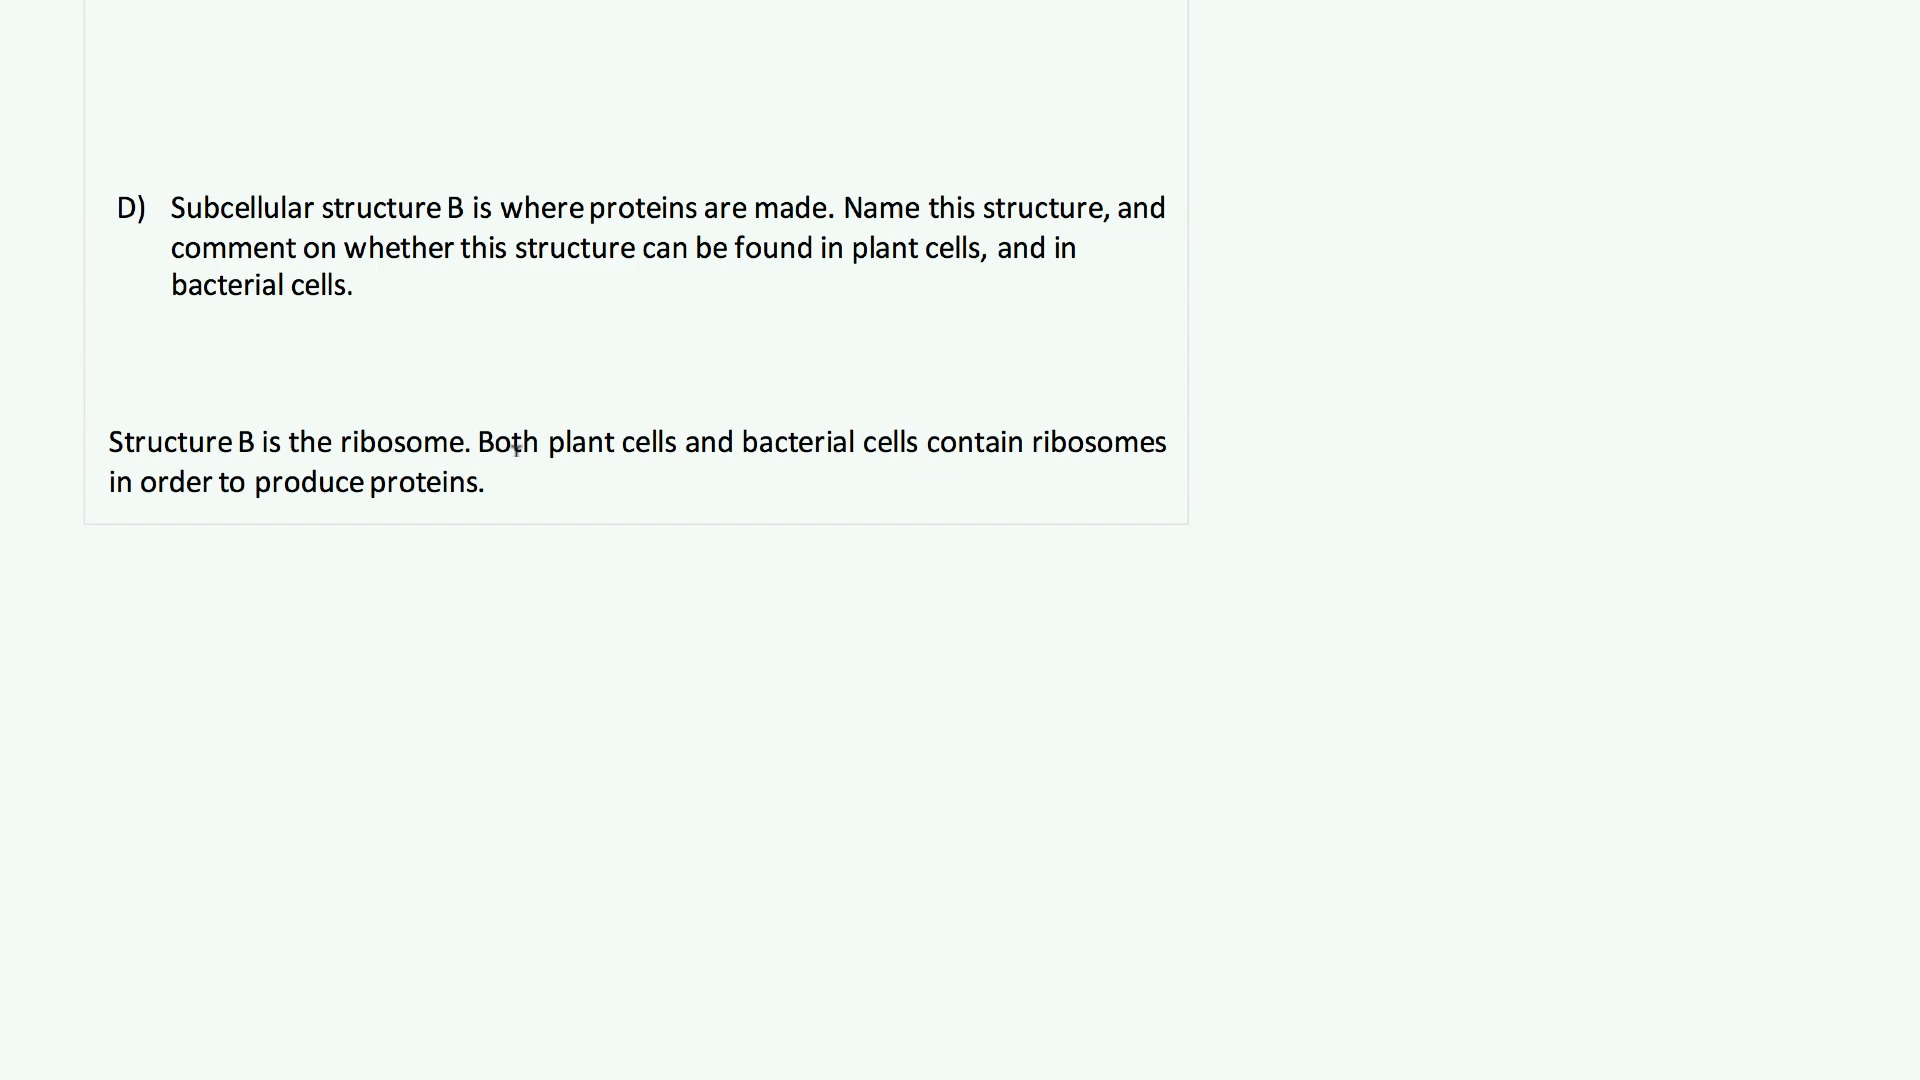 D) Subcellular structure B is where proteins are made. Name this structure, and
comment on whether this structure can be found in plant cells, and in
bacterial cells.
Structure B is the ribosome. Both plant cells and bacterial cells contain ribosomes
in order to produce proteins.